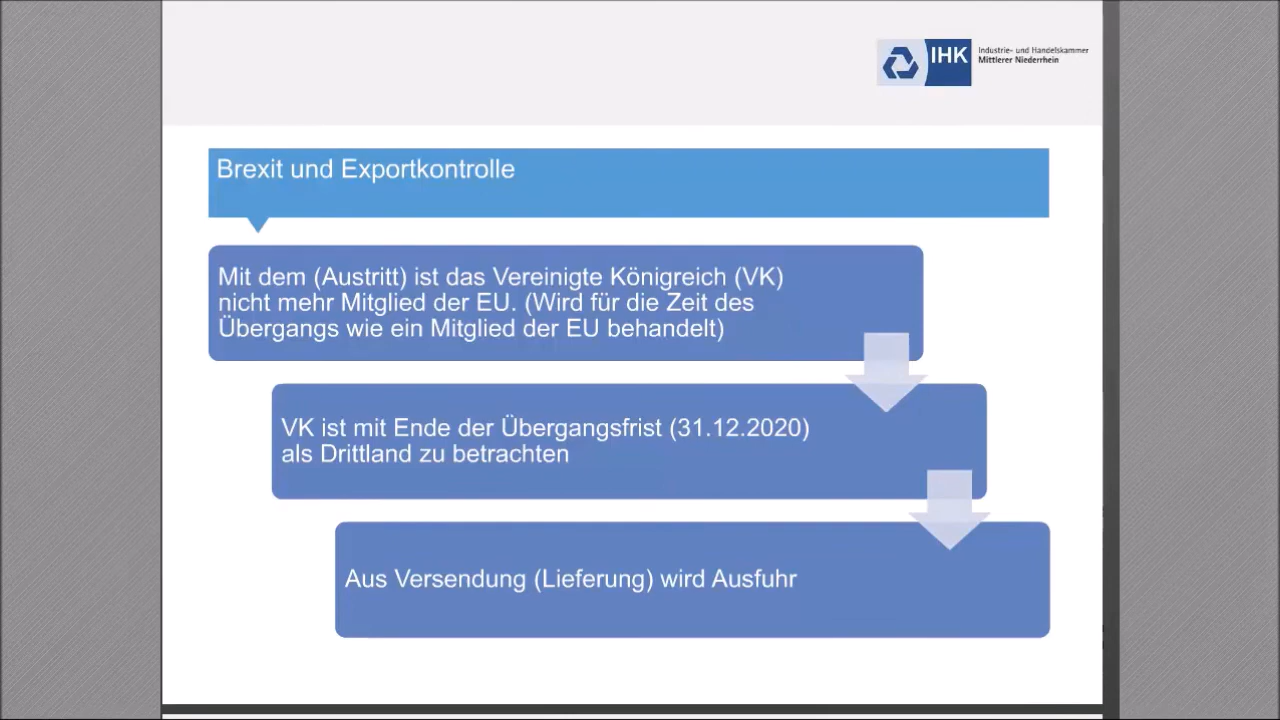 IHK
Industrie- und Handelskammer
Mittlerer Niederrhein
Brexit und Exportkontrolle
Mit dem (Austritt) ist das Vereinigte Königreich (VK)
nicht mehr Mitglied der EU. (Wird für die Zeit des
Übergangs wie ein Mitglied der EU behandelt)
VK ist mit Ende der Übergangsfrist (31.12.2020)
als Drittland zu betrachten
Aus Versendung (Lieferung) wird Ausfuhr